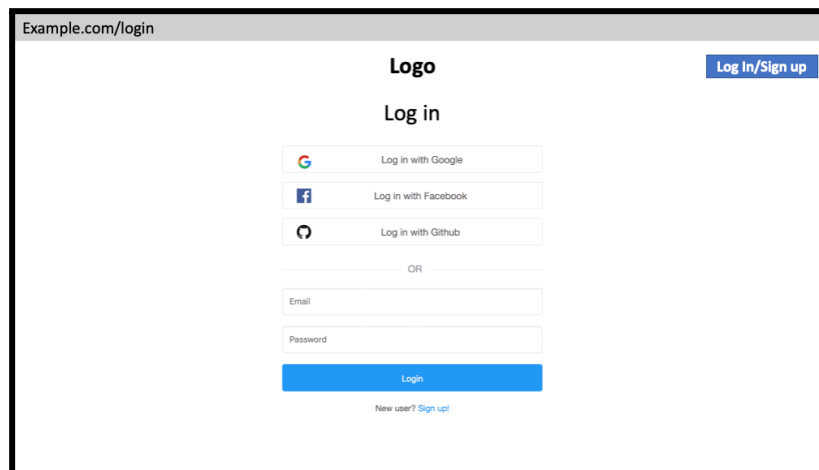 Example.com/login
Logo
Log In/Sign up
Log in
Log in with Google
Log in with Facebook
Log in with Github
OR
Email
Password
Login
New user? Sign up!